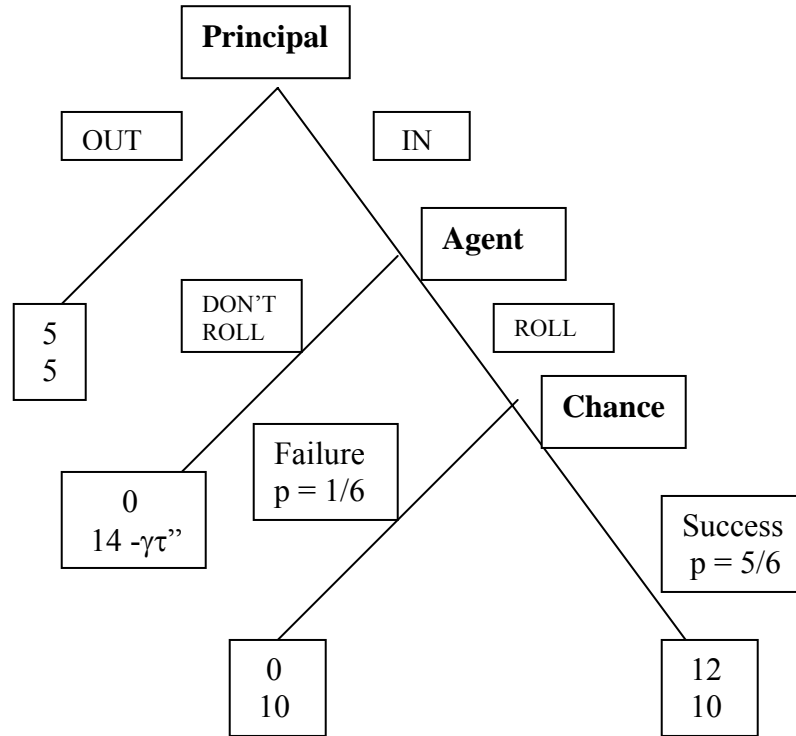 Principal
OUT
IN
Agent
DON’T
ROLL
ROLL
5
5
Chance
Failure
p = 1/6
0
14 -γτ”
Success
p = 5/6
0
10
12
10